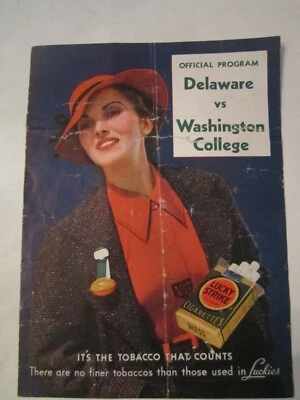 OFFICIAL PROGRAM
Delaware
vs
Washington
College
LUCKY
STRIKE
CIGARETTES
IT'S THE TOBACCO THAT COUNTS
There are no finer tobaccos than those used in Luckies